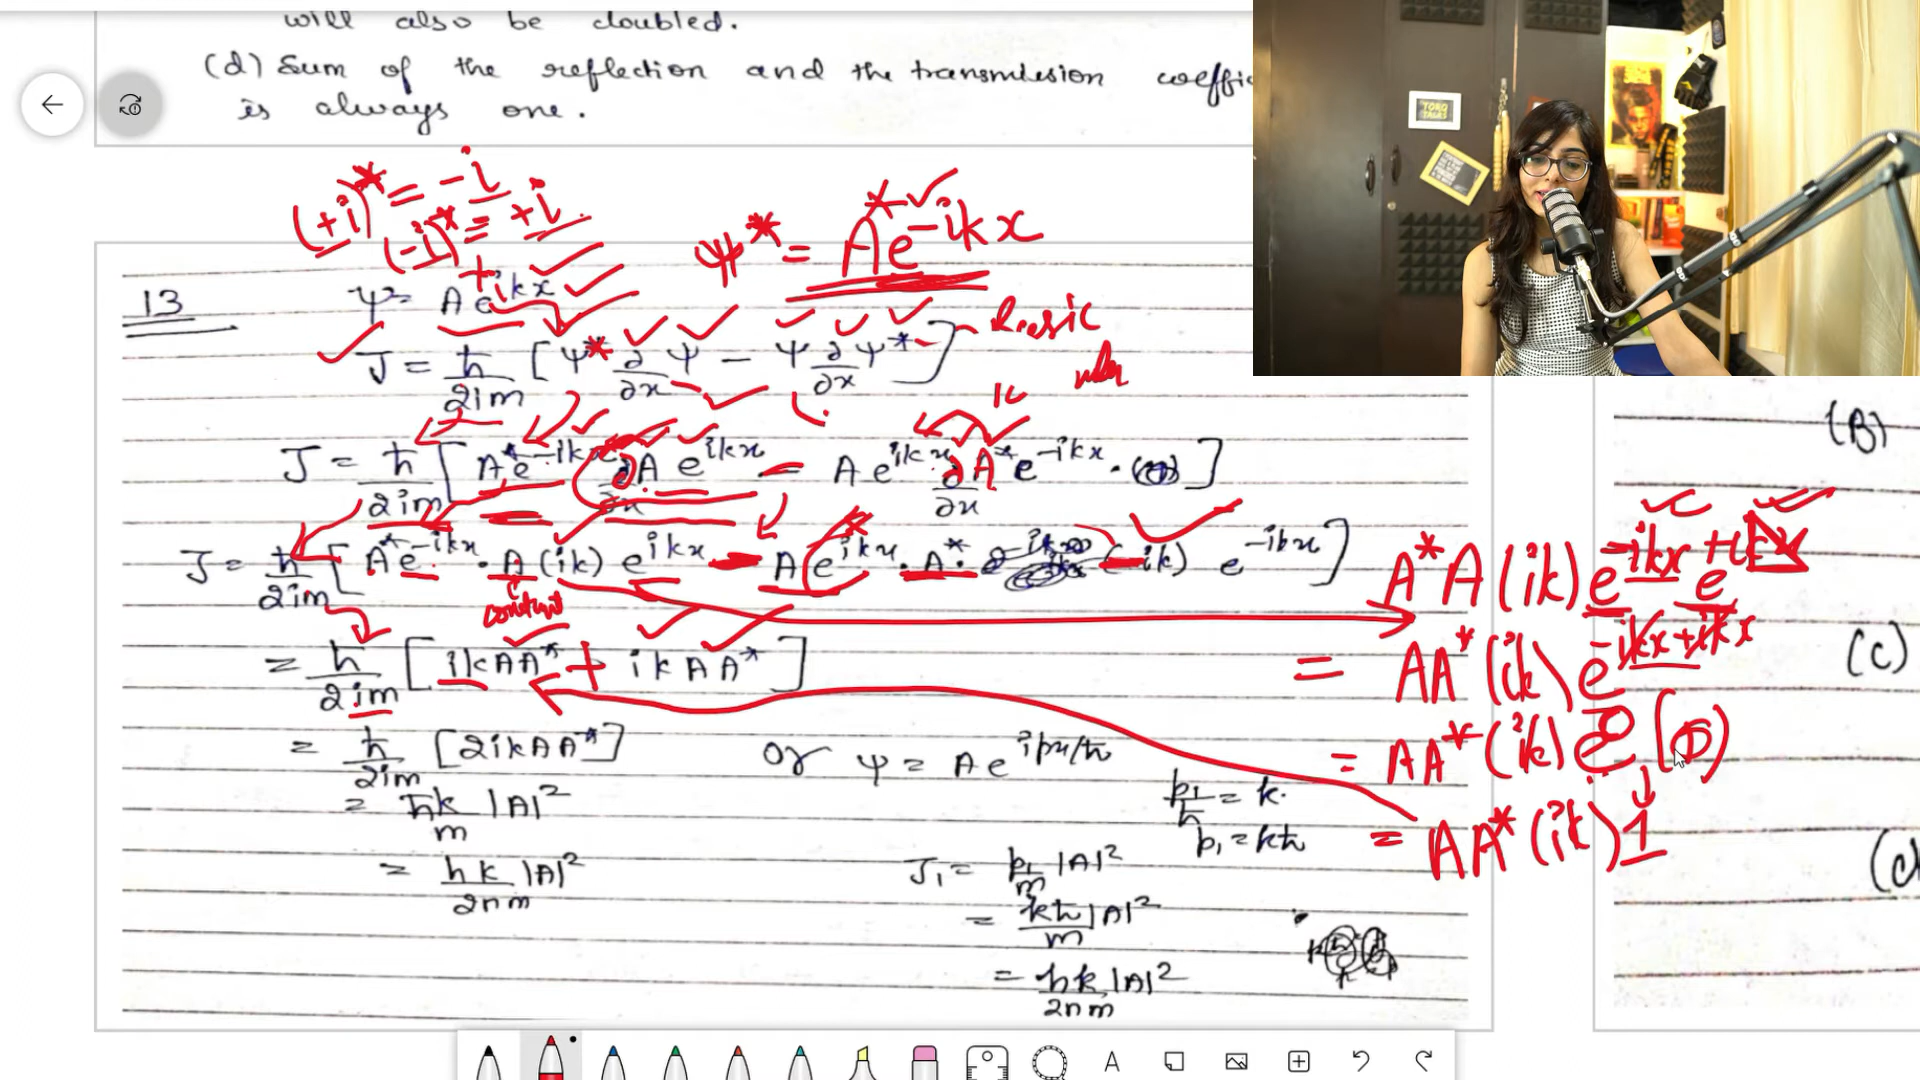 will also be doubled.
(d) Sum of the reflection and the transmission coeffic
is always one.
(+i)* = -i
(-i)* = +i
ψ* = A*e^-ikx
13
ψ = A e^+ikx
J = ħ/2im [ψ* ∂/∂x ψ - ψ ∂/∂x ψ*]
J = ħ/2im [A*e^-ikx ∂/∂x A e^ikx - A e^ikx ∂/∂x A* e^-ikx]
J = ħ/2im [A*e^-ikx · A (ik) e^ikx - A e^ikx · A* · (-ik) e^-ikx]
constant
= ħ/2im [ikAA* + ikAA*]
= ħ/2im [2ikAA*]
= ħk/m |A|²
= hk/2πm |A|²
or ψ = A e^ipx/ħ
p₁/ħ = k
p₁ = kħ
J₁ = p₁/m |A|²
= kħ/m |A|²
= hk/2πm |A|²
A*A (ik) e^-ikx e
= AA* (ik) e^-ikx+ikx
= AA* (ik) e^0
= AA* (ik) 1
(B)
(c)
TORQ
TALKS
A